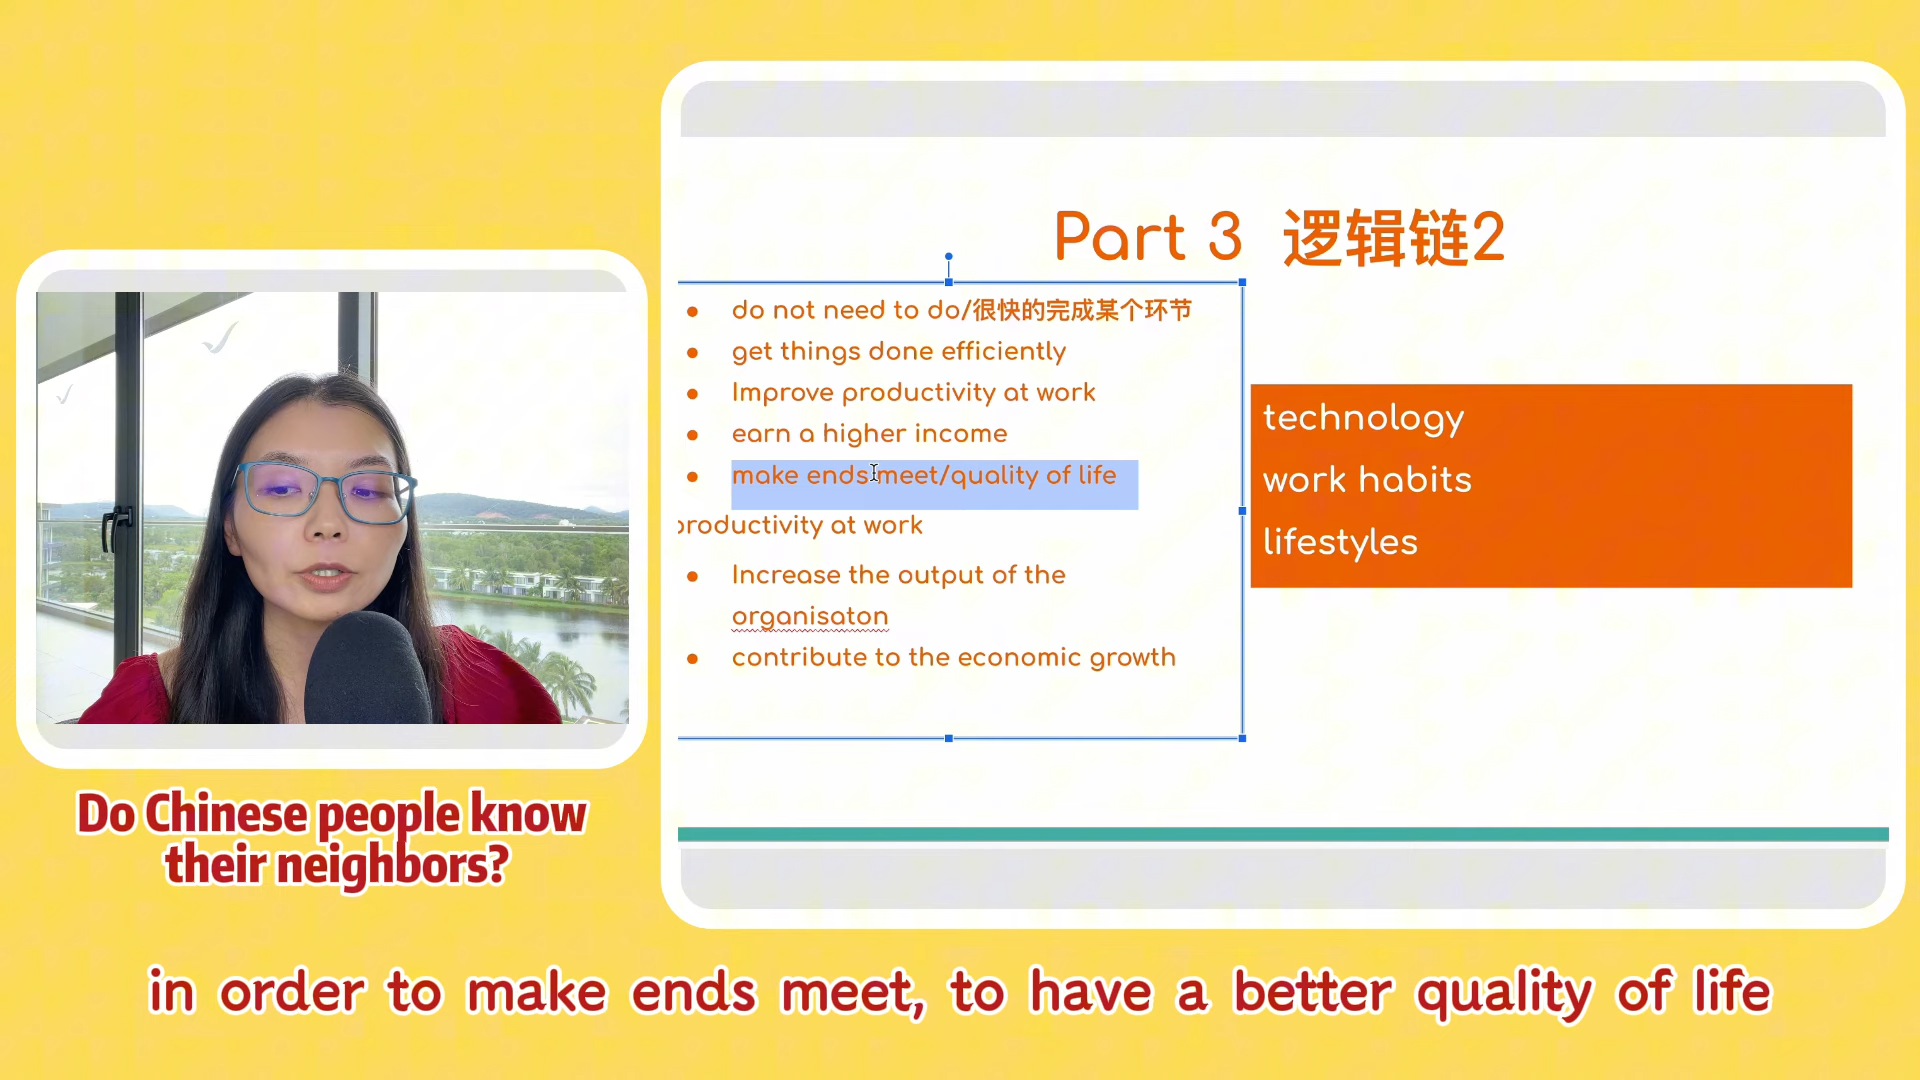 Part 3 逻辑链2
do not need to do/很快的完成某个环节
get things done efficiently
Improve productivity at work
earn a higher income
make ends meet/quality of life
productivity at work
Increase the output of the
organisaton
contribute to the economic growth
technology
work habits
lifestyles
Do Chinese people know
their neighbors?
in order to make ends meet, to have a better quality of life